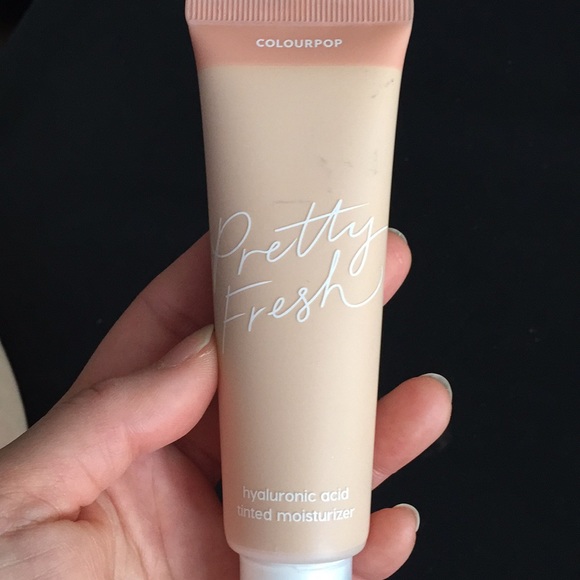 COLOURPOP
Pretty
Fresh
hyaluronic acid
tinted moisturizer